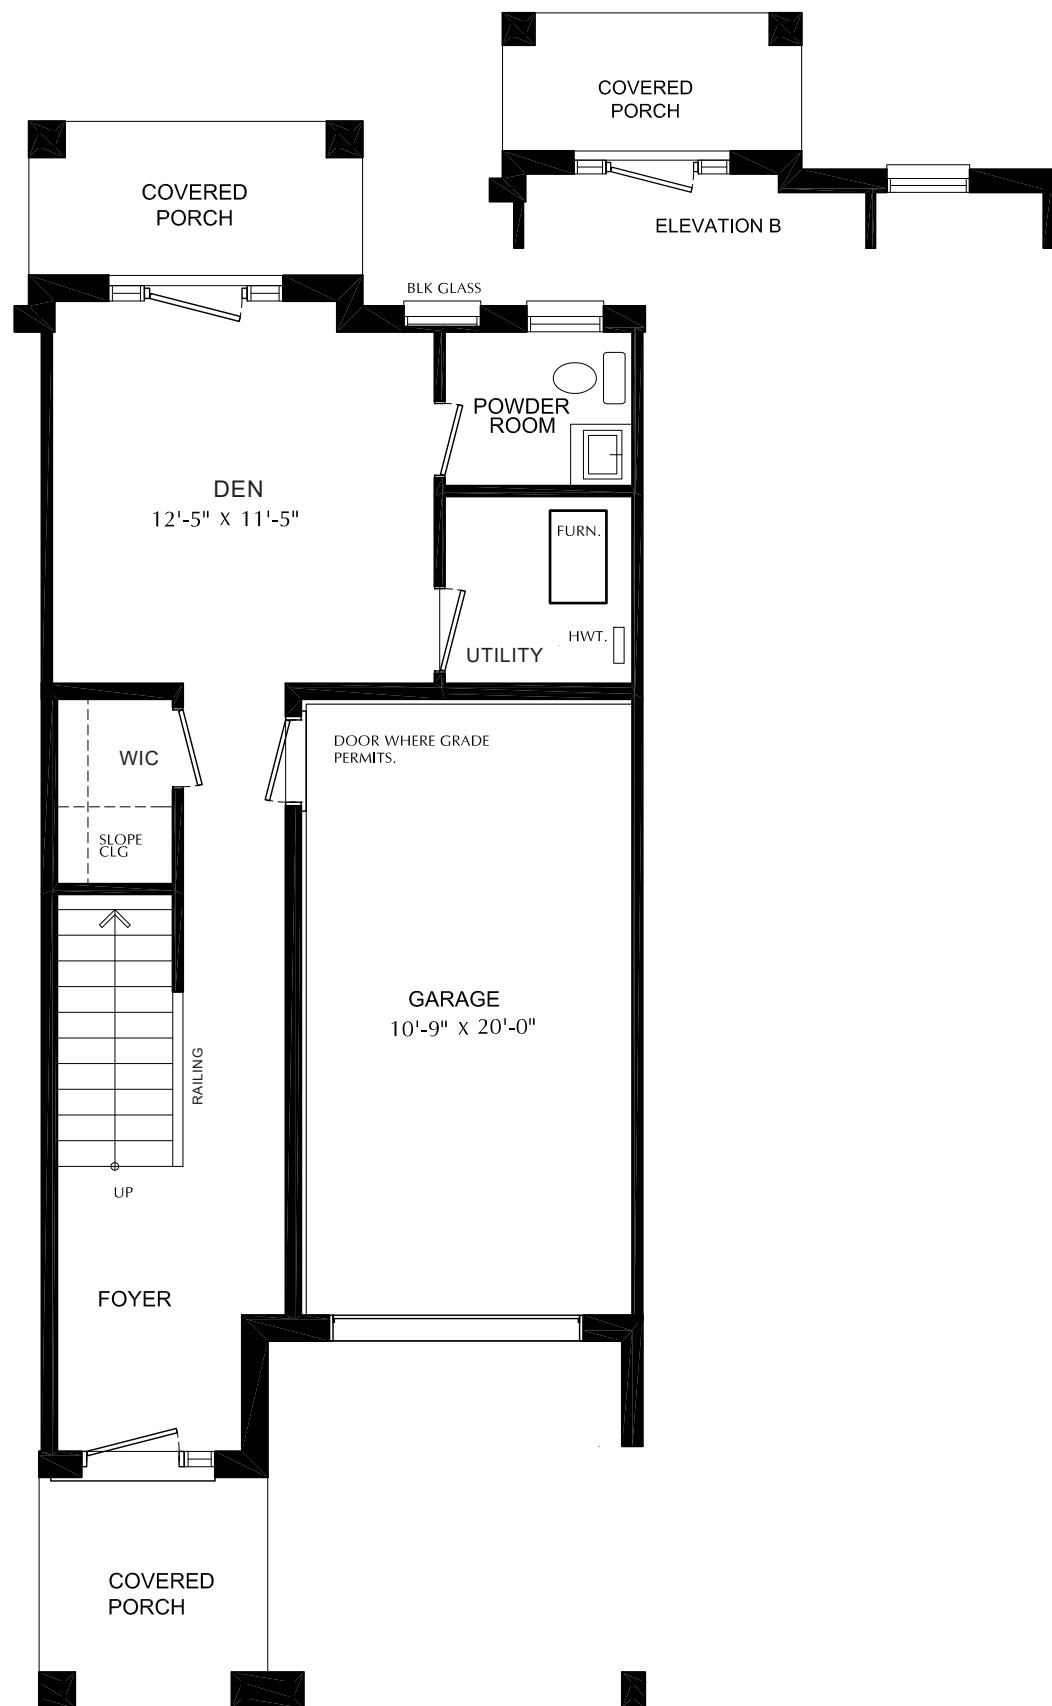 COVERED
PORCH
ELEVATION B
COVERED
PORCH
BLK GLASS
POWDER
ROOM
DEN
12'-5" X 11'-5"
FURN.
HWT.
UTILITY
DOOR WHERE GRADE
PERMITS.
WIC
SLOPE
CLG
GARAGE
10'-9" X 20'-0"
RAILING
UP
FOYER
COVERED
PORCH